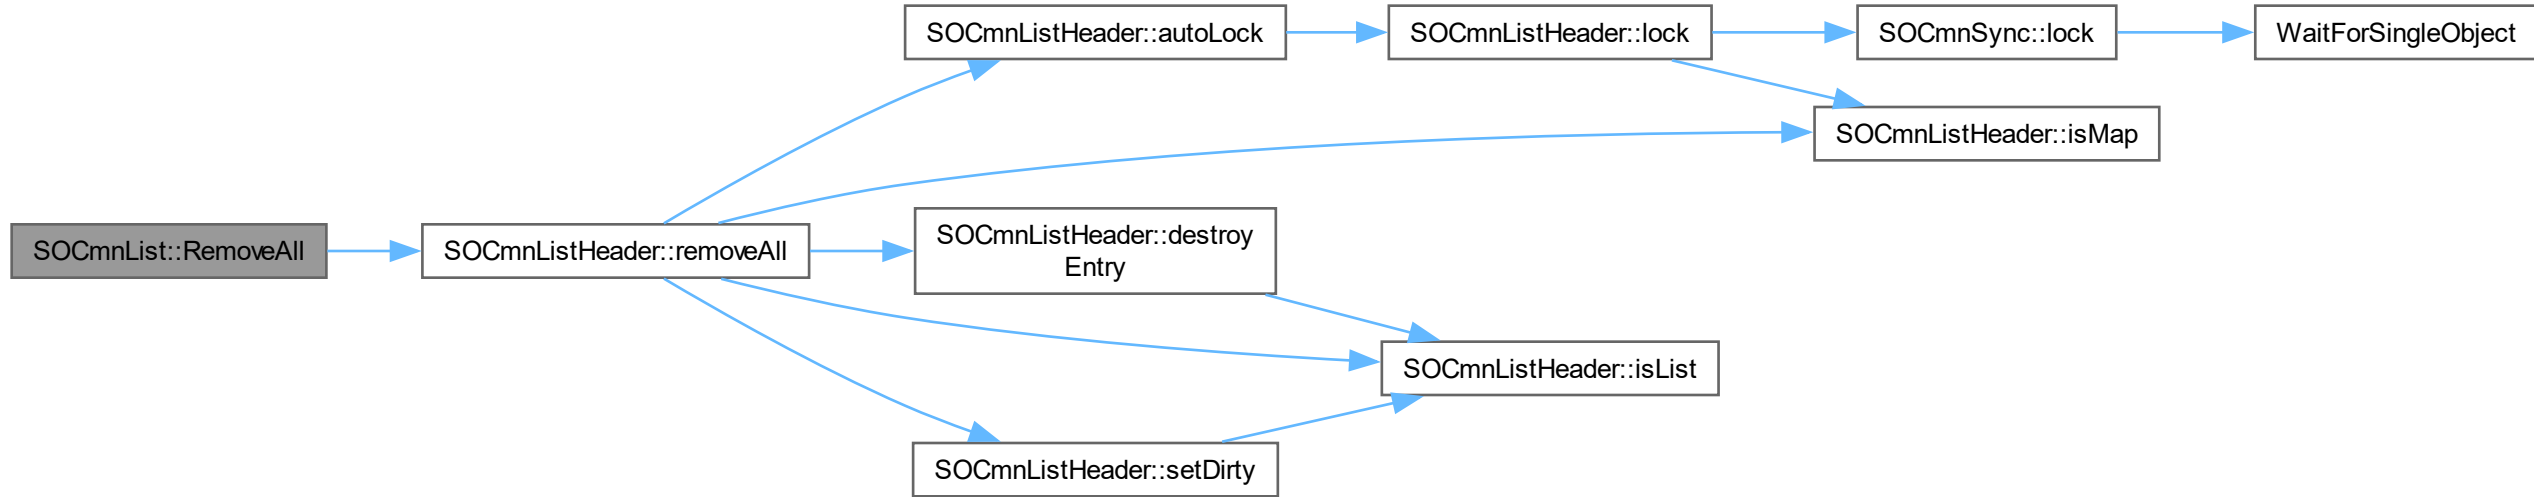 SOCmnListHeader::autoLock
SOCmnListHeader::lock
SOCmnSync::lock
WaitForSingleObject
SOCmnListHeader::isMap
SOCmnList::RemoveAll
SOCmnListHeader::removeAll
SOCmnListHeader::destroy
Entry
SOCmnListHeader::isList
SOCmnListHeader::setDirty